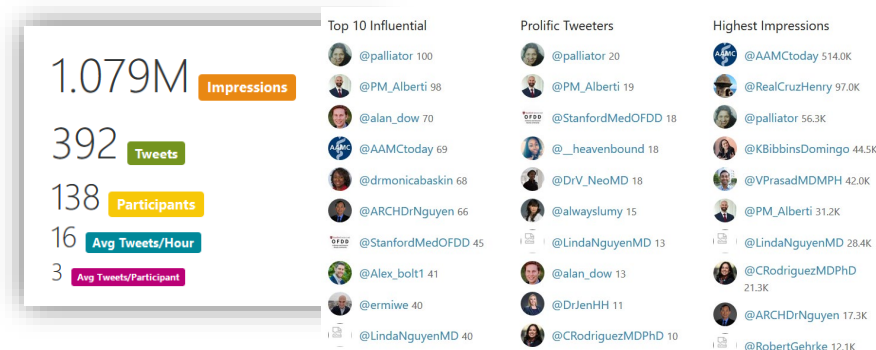 1.079M Impressions
392 Tweets
138 Participants
16 Avg Tweets/Hour
3 Avg Tweets/Participant
Top 10 Influential
@palliator 100
@PM_Alberti 98
@alan_dow 70
AAMC @AAMCtoday 69
@drmonicabaskin 68
@ARCHDrNguyen 66
OFDD @StanfordMedOFDD 45
@Alex_bolt1 41
@ermiwe 40
@LindaNguyenMD 40
Prolific Tweeters
@palliator 20
@PM_Alberti 19
OFDD @StanfordMedOFDD 18
@__heavenbound 18
@DrV_NeoMD 18
@alwayslumy 15
@LindaNguyenMD 13
@alan_dow 13
@DrJenHH 11
@CRodriguezMDPhD 10
Highest Impressions
AAMC @AAMCtoday 514.0K
@RealCruzHenry 97.0K
@palliator 56.3K
@KBibbinsDomingo 44.5K
@VPrasadMDMPH 42.0K
@PM_Alberti 31.2K
@LindaNguyenMD 28.4K
@CRodriguezMDPhD
21.3K
@ARCHDrNguyen 17.3K
@RobertGehrke 12.1K